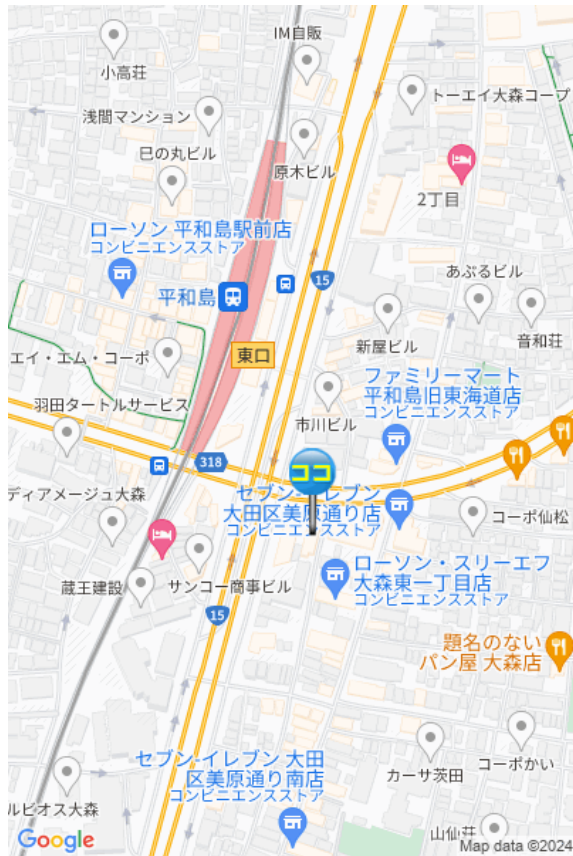 IM自販
小高荘
トーエイ大森コープ
浅間マンション
巳の丸ビル
原木ビル
2丁目
ローソン 平和島駅前店
コンビニエンスストア
あぶるビル
平和島
15
音和荘
新屋ビル
エイ・エム・コーポ
東口
ファミリーマート
平和島旧東海道店
コンビニエンスストア
羽田タートルサービス
市川ビル
318
ココ
ディアメージュ大森
セブン-イレブン
大田区美原通り店
コンビニエンスストア
コーポ仙松
蔵王建設
サンコー商事ビル
ローソン・スリーエフ
大森東一丁目店
コンビニエンスストア
15
題名のない
パン屋 大森店
セブン-イレブン 大田
区美原通り南店
コンビニエンスストア
カーサ茨田
コーポかい
ルビオス大森
山仙荘
Google
Map data ©2024